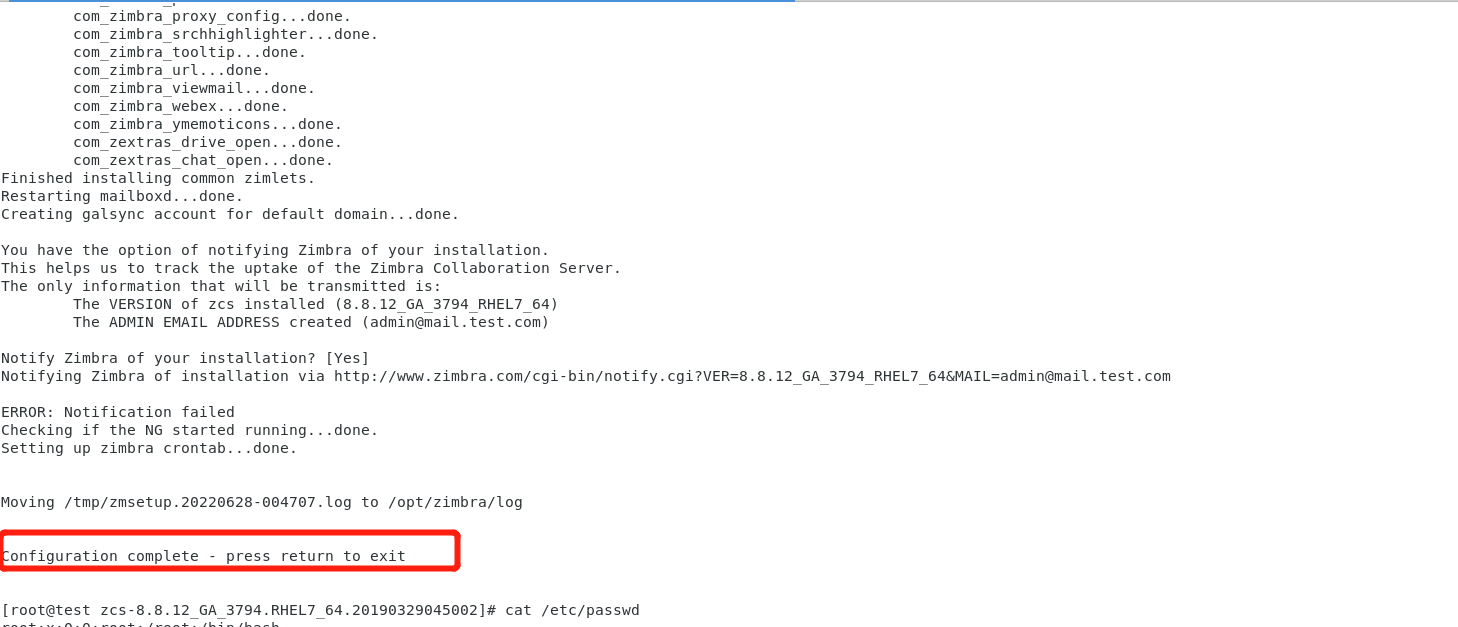 com_zimbra_proxy_config...done.
com_zimbra_srchhighlighter...done.
com_zimbra_tooltip...done.
com_zimbra_url...done.
com_zimbra_viewmail...done.
com_zimbra_webex...done.
com_zimbra_ymemoticons...done.
com_zextras_drive_open...done.
com_zextras_chat_open...done.
Finished installing common zimlets.
Restarting mailboxd...done.
Creating galsync account for default domain...done.
You have the option of notifying Zimbra of your installation.
This helps us to track the uptake of the Zimbra Collaboration Server.
The only information that will be transmitted is:
The VERSION of zcs installed (8.8.12_GA_3794_RHEL7_64)
The ADMIN EMAIL ADDRESS created (admin@mail.test.com)
Notify Zimbra of your installation? [Yes]
Notifying Zimbra of installation via http://www.zimbra.com/cgi-bin/notify.cgi?VER=8.8.12_GA_3794_RHEL7_64&MAIL=admin@mail.test.com
ERROR: Notification failed
Checking if the NG started running...done.
Setting up zimbra crontab...done.
Moving /tmp/zmsetup.20220628-004707.log to /opt/zimbra/log
Configuration complete - press return to exit
[root@test zcs-8.8.12_GA_3794.RHEL7_64.20190329045002]# cat /etc/passwd
root:x:0:0:root:/root:/bin/bash